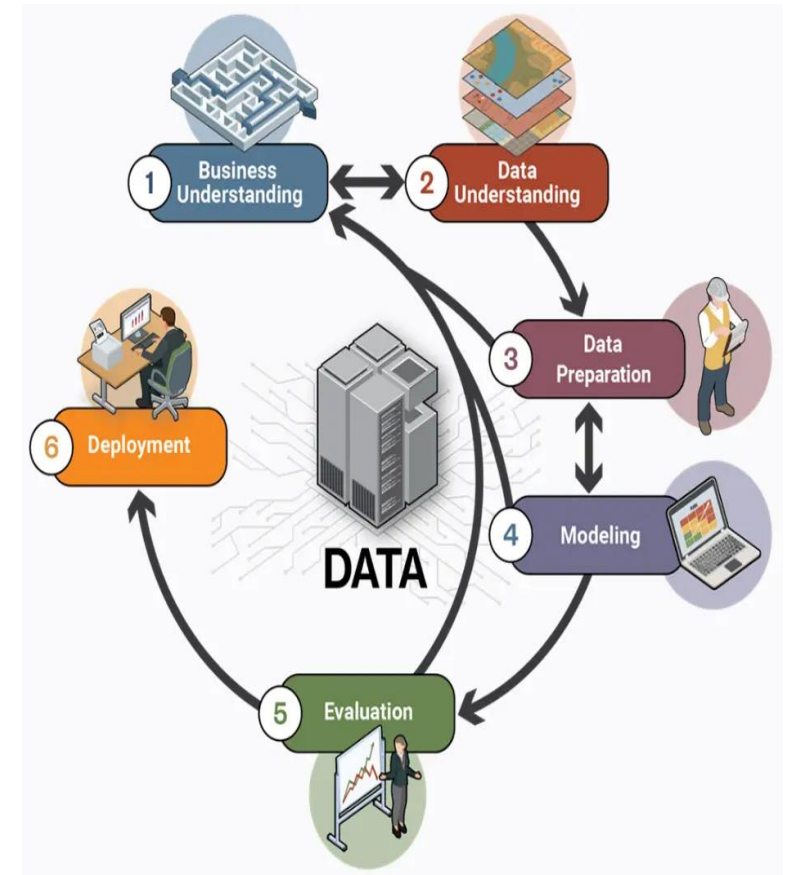 1
Business
Understanding
2
Data
Understanding
3
Data
Preparation
4
Modeling
5
Evaluation
6
Deployment
DATA